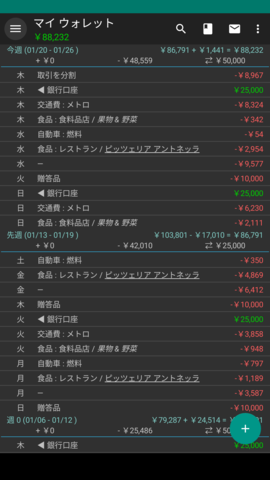 マイ ウォレット
￥88,232
今週 (01/20 - 01/26 ) ￥86,791 + ￥1,441 = ￥88,232
+ ￥0 - ￥48,559 ⇄ ￥50,000
木 取引を分割 -￥8,967
木 ◀ 銀行口座 ￥25,000
木 交通費 : メトロ -￥8,324
木 食品 : 食料品店 / 果物 & 野菜 -￥342
水 自動車 : 燃料 -￥54
水 食品 : レストラン / ピッツェリア アントネッラ -￥2,954
水 — -￥9,577
火 贈答品 -￥10,000
日 ◀ 銀行口座 ￥25,000
日 交通費 : メトロ -￥6,230
日 食品 : 食料品店 / 果物 & 野菜 -￥2,111
先週 (01/13 - 01/19 ) ￥103,801 - ￥17,010 = ￥86,791
+ ￥0 - ￥42,010 ⇄ ￥25,000
土 自動車 : 燃料 -￥350
金 食品 : レストラン / ピッツェリア アントネッラ -￥4,869
金 — -￥6,412
木 贈答品 -￥10,000
火 ◀ 銀行口座 ￥25,000
火 交通費 : メトロ -￥2,858
火 食品 : 食料品店 / 果物 & 野菜 -￥948
月 自動車 : 燃料 -￥797
月 食品 : レストラン / ピッツェリア アントネッラ -￥1,189
月 — -￥3,587
日 贈答品 -￥10,000
週 0 (01/06 - 01/12 ) ￥79,287 + ￥24,514 =
+ ￥0 - ￥25,486 ⇄
木 ◀ 銀行口座 ￥25,000